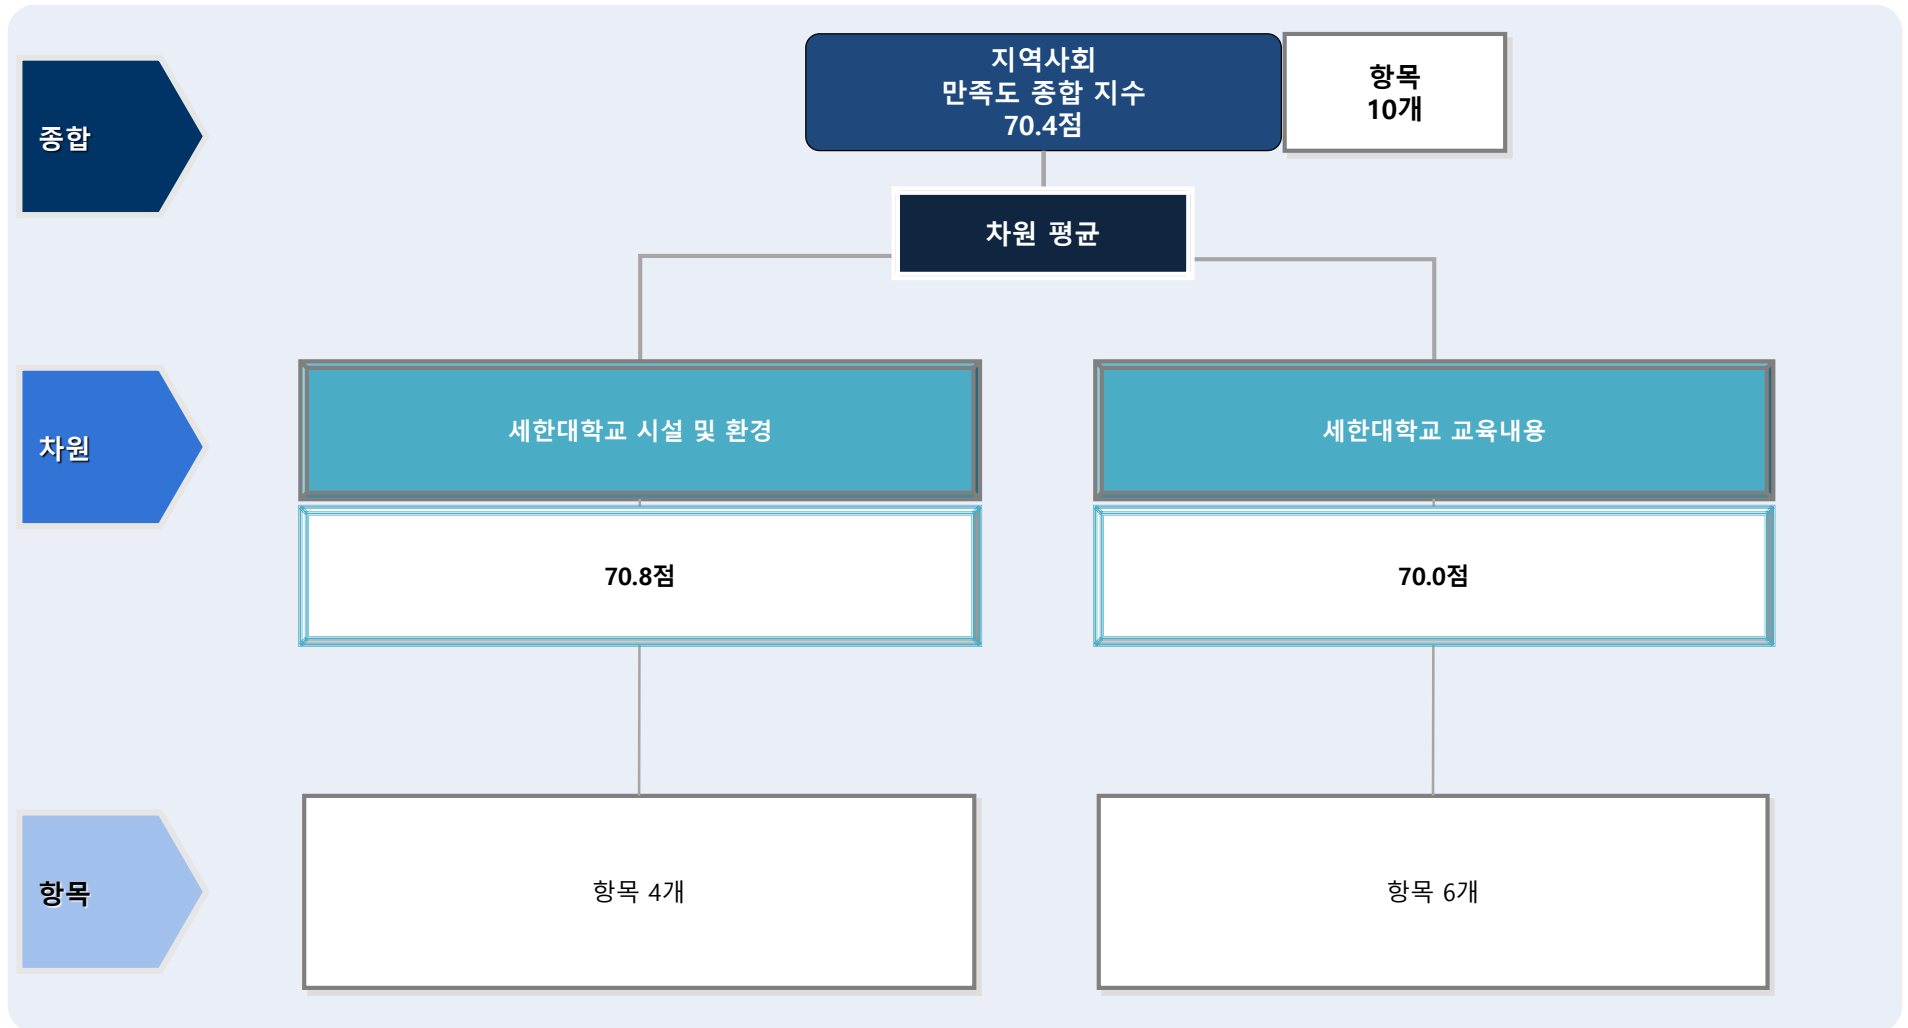 종합
지역사회
만족도 종합 지수
70.4점
항목
10개
차원 평균
차원
세한대학교 시설 및 환경
세한대학교 교육내용
70.8점
70.0점
항목
항목 4개
항목 6개